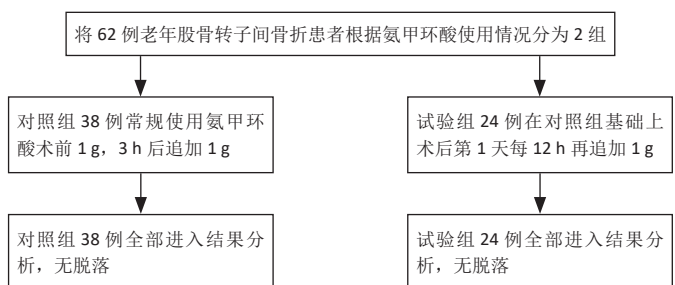 将 62 例老年股骨转子间骨折患者根据氨甲环酸使用情况分为 2 组
对照组 38 例常规使用氨甲环
酸术前 1 g，3 h 后追加 1 g
试验组 24 例在对照组基础上
术后第 1 天每 12 h 再追加 1 g
对照组 38 例全部进入结果分
析，无脱落
试验组 24 例全部进入结果分
析，无脱落